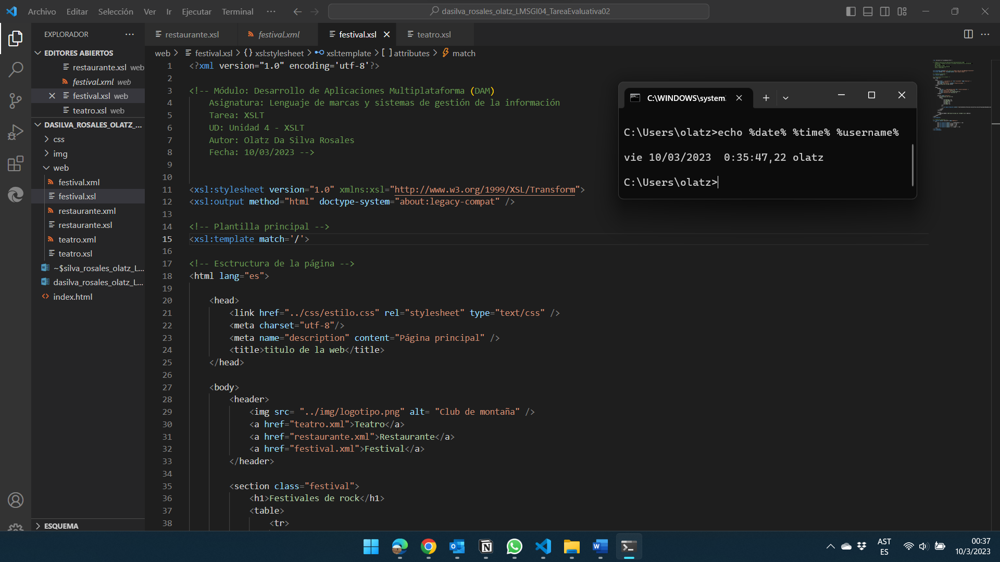 Archivo Editar Selección Ver Ir Ejecutar Terminal ···
dasilva_rosales_olatz_LMSGI04_TareaEvaluativa02
EXPLORADOR
restaurante.xsl festival.xml festival.xsl teatro.xsl
EDITORES ABIERTOS
restaurante.xsl web
festival.xml web
festival.xsl web
teatro.xsl web
DASILVA_ROSALES_OLATZ_...
css
img
web
festival.xml
festival.xsl
restaurante.xml
restaurante.xsl
teatro.xml
teatro.xsl
~$silva_rosales_olatz_L...
dasilva_rosales_olatz_L...
index.html
ESQUEMA
web > festival.xsl > {} xsl:stylesheet > xsl:template > [ ] attributes > match
1 <?xml version="1.0" encoding='utf-8'?>
2
3 <!-- Módulo: Desarrollo de Aplicaciones Multiplataforma (DAM)
4 Asignatura: Lenguaje de marcas y sistemas de gestión de la información
5 Tarea: XSLT
6 UD: Unidad 4 - XSLT
7 Autor: Olatz Da Silva Rosales
8 Fecha: 10/03/2023 -->
9
10
11 <xsl:stylesheet version="1.0" xmlns:xsl="http://www.w3.org/1999/XSL/Transform">
12 <xsl:output method="html" doctype-system="about:legacy-compat" />
13
14 <!-- Plantilla principal -->
15 <xsl:template match='/'>
16
17 <!-- Esctructura de la página -->
18 <html lang="es">
19
20 <head>
21 <link href="../css/estilo.css" rel="stylesheet" type="text/css" />
22 <meta charset="utf-8"/>
23 <meta name="description" content="Página principal" />
24 <title>titulo de la web</title>
25 </head>
26
27 <body>
28 <header>
29 <img src= "../img/logotipo.png" alt= "Club de montaña" />
30 <a href="teatro.xml">Teatro</a>
31 <a href="restaurante.xml">Restaurante</a>
32 <a href="festival.xml">Festival</a>
33 </header>
34
35 <section class="festival">
36 <h1>Festivales de rock</h1>
37 <table>
38 <tr>
C:\WINDOWS\system
C:\Users\olatz>echo %date% %time% %username%
vie 10/03/2023  0:35:47,22 olatz
C:\Users\olatz>
AST
ES
00:37
10/3/2023